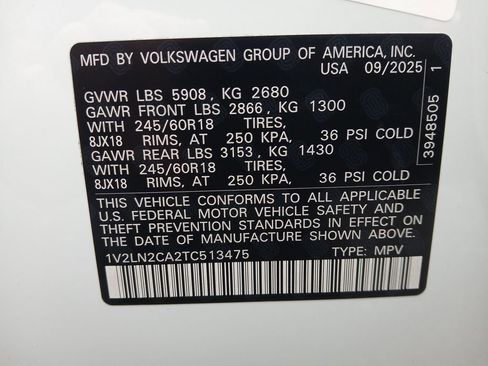 MFD BY VOLKSWAGEN GROUP OF AMERICA, INC.
USA 09/2025
GVWR LBS 5908, KG 2680
GAWR FRONT LBS 2866, KG 1300
WITH 245/60R18 TIRES,
8JX18 RIMS, AT 250 KPA, 36 PSI COLD
GAWR REAR LBS 3153, KG 1430
WITH 245/60R18 TIRES,
8JX18 RIMS, AT 250 KPA, 36 PSI COLD
THIS VEHICLE CONFORMS TO ALL APPLICABLE
U.S. FEDERAL MOTOR VEHICLE SAFETY AND
THEFT PREVENTION STANDARDS IN EFFECT ON
DATE OF MANUFACTURE SHOWN ABOVE.
1V2LN2CA2TC513475 TYPE: MPV
3948505 1